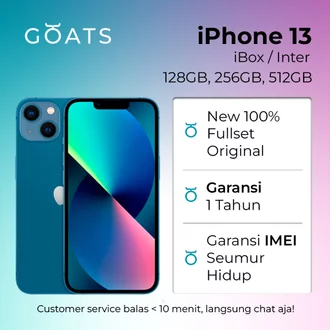 GOATS
iPhone 13
iBox / Inter
128GB, 256GB, 512GB
New 100%
Fullset
Original
Garansi
1 Tahun
Garansi IMEI
Seumur
Hidup
Customer service balas < 10 menit, langsung chat aja!